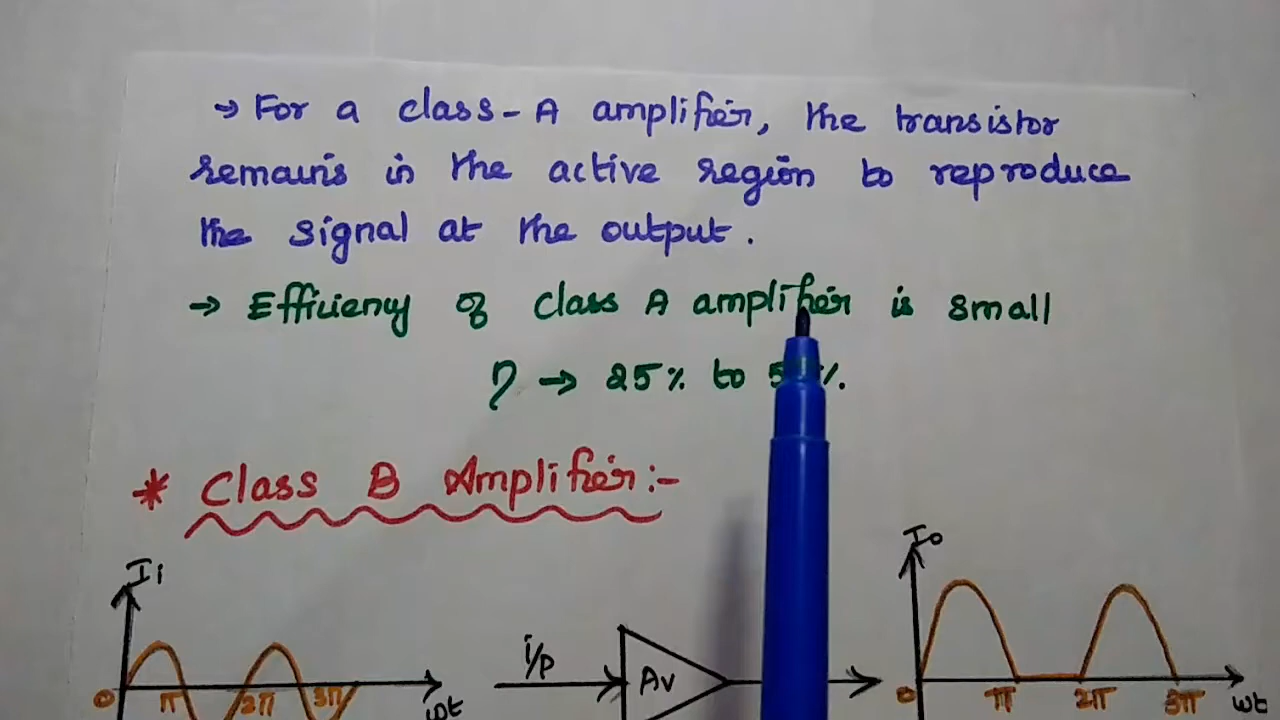 → For a class-A amplifier, the transistor
remains in the active region to reproduce
the signal at the output.
→ Efficiency of class A amplifier is small
η → 25% to 5 %.
* Class B Amplifier:-
Ii
Io
i/p
Av
0 π 2π 3π
ωt
0 π 2π 3π ωt